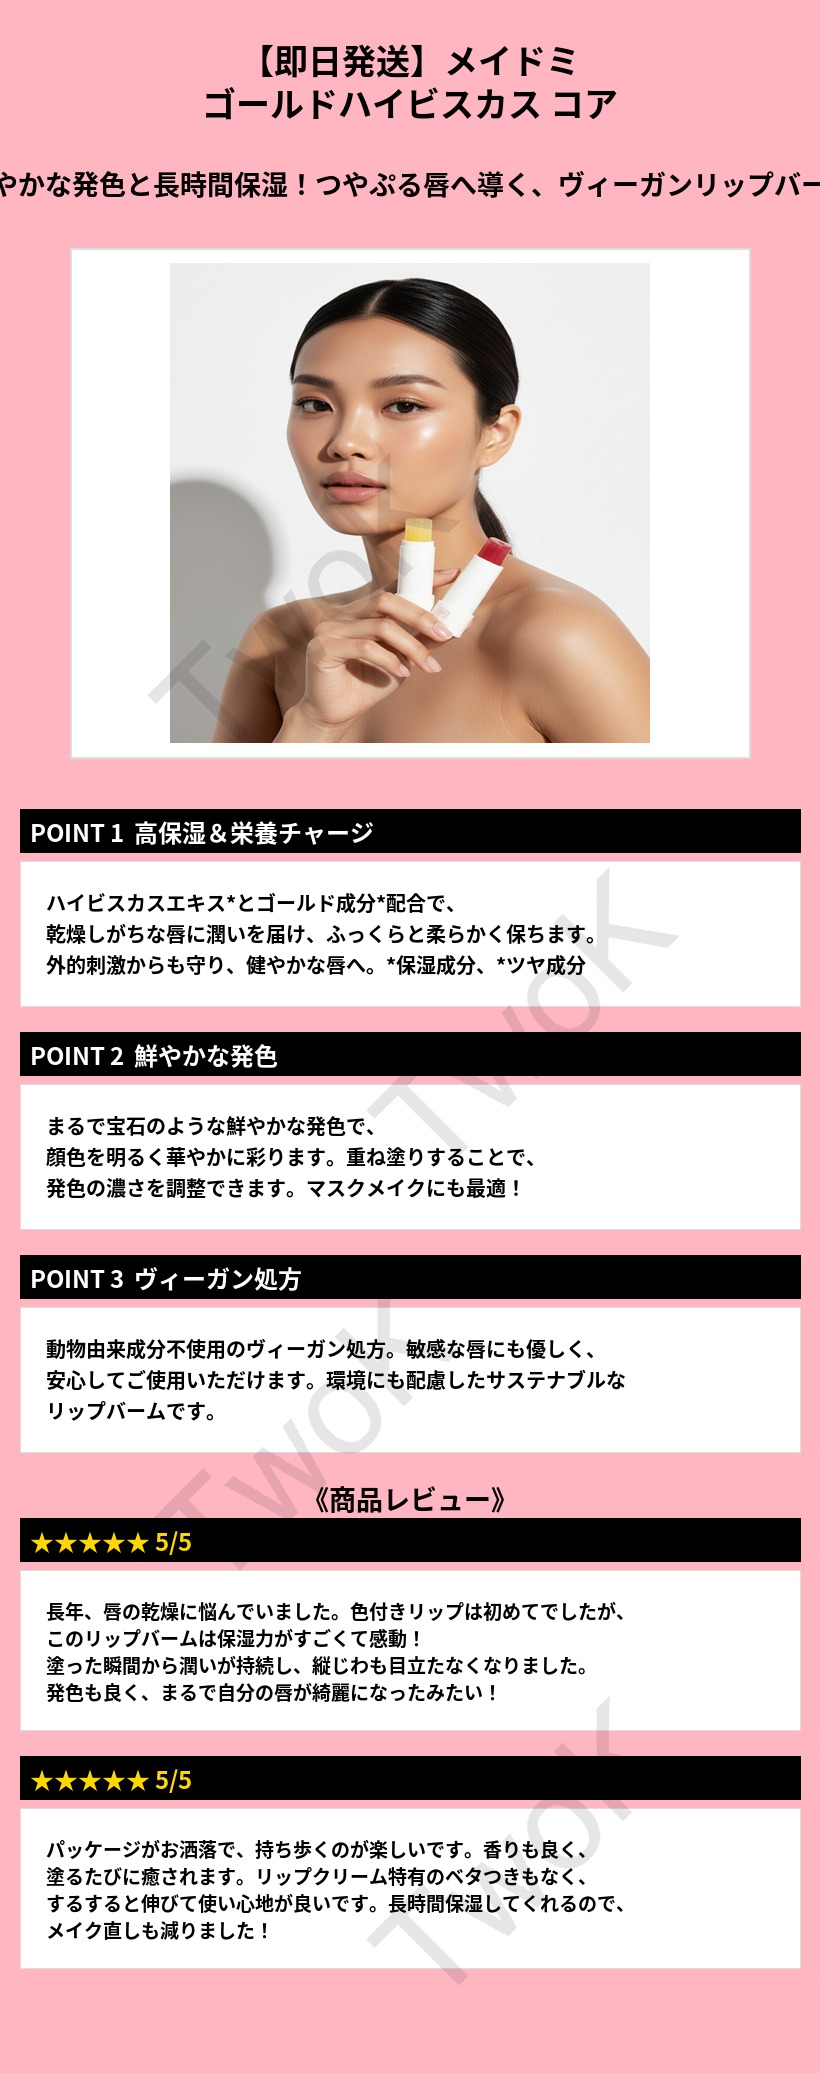 【即日発送】メイドミ
ゴールドハイビスカス コア
やかな発色と長時間保湿！つやぷる唇へ導く、ヴィーガンリップバー
TwoK
POINT 1 高保湿＆栄養チャージ
ハイビスカスエキス*とゴールド成分*配合で、
乾燥しがちな唇に潤いを届け、ふっくらと柔らかく保ちます。
外的刺激からも守り、健やかな唇へ。*保湿成分、*ツヤ成分
TwoK
POINT 2 鮮やかな発色
まるで宝石のような鮮やかな発色で、
顔色を明るく華やかに彩ります。重ね塗りすることで、
発色の濃さを調整できます。マスクメイクにも最適！
POINT 3 ヴィーガン処方
動物由来成分不使用のヴィーガン処方。敏感な唇にも優しく、
安心してご使用いただけます。環境にも配慮したサステナブルな
リップバームです。
TwoK
《商品レビュー》
★★★★★ 5/5
長年、唇の乾燥に悩んでいました。色付きリップは初めてでしたが、
このリップバームは保湿力がすごくて感動！
塗った瞬間から潤いが持続し、縦じわも目立たなくなりました。
発色も良く、まるで自分の唇が綺麗になったみたい！
★★★★★ 5/5
パッケージがお洒落で、持ち歩くのが楽しいです。香りも良く、
塗るたびに癒されます。リップクリーム特有のベタつきもなく、
するすると伸びて使い心地が良いです。長時間保湿してくれるので、
メイク直しも減りました！
TwoK